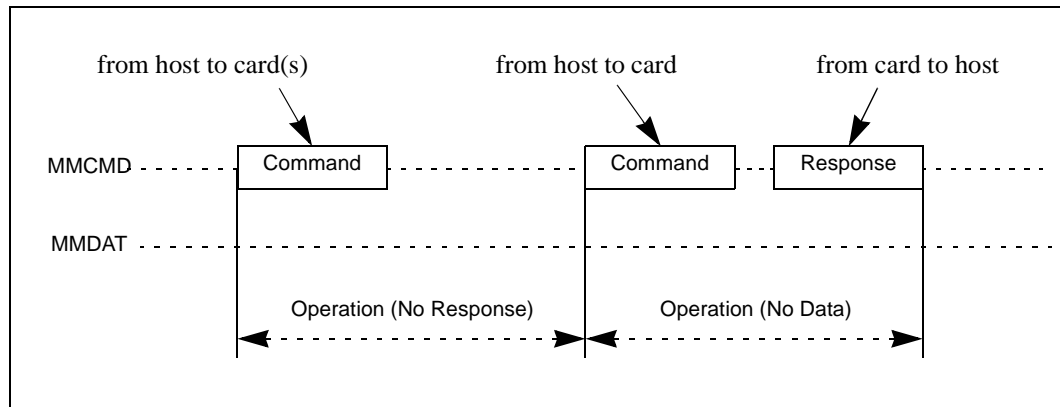 from host to card(s)
from host to card
from card to host
MMCMD
Command
Command
Response
MMDAT
Operation (No Response)
Operation (No Data)